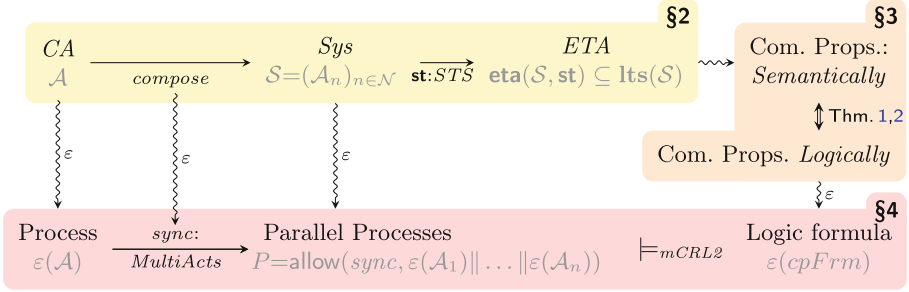 §2
§3
CA
Sys
ETA
Com. Props.:
𝒜
compose
𝒮=(𝒜ₙ)ₙ∈𝒩
st:STS
eta(𝒮, st) ⊆ lts(𝒮)
Semantically
Thm. 1,2
Com. Props. Logically
ε
ε
ε
ε
§4
Process
sync:
Parallel Processes
Logic formula
ε(𝒜)
MultiActs
P=allow(sync, ε(𝒜₁)‖ … ‖ε(𝒜ₙ))
⊨mCRL2
ε(cpFrm)